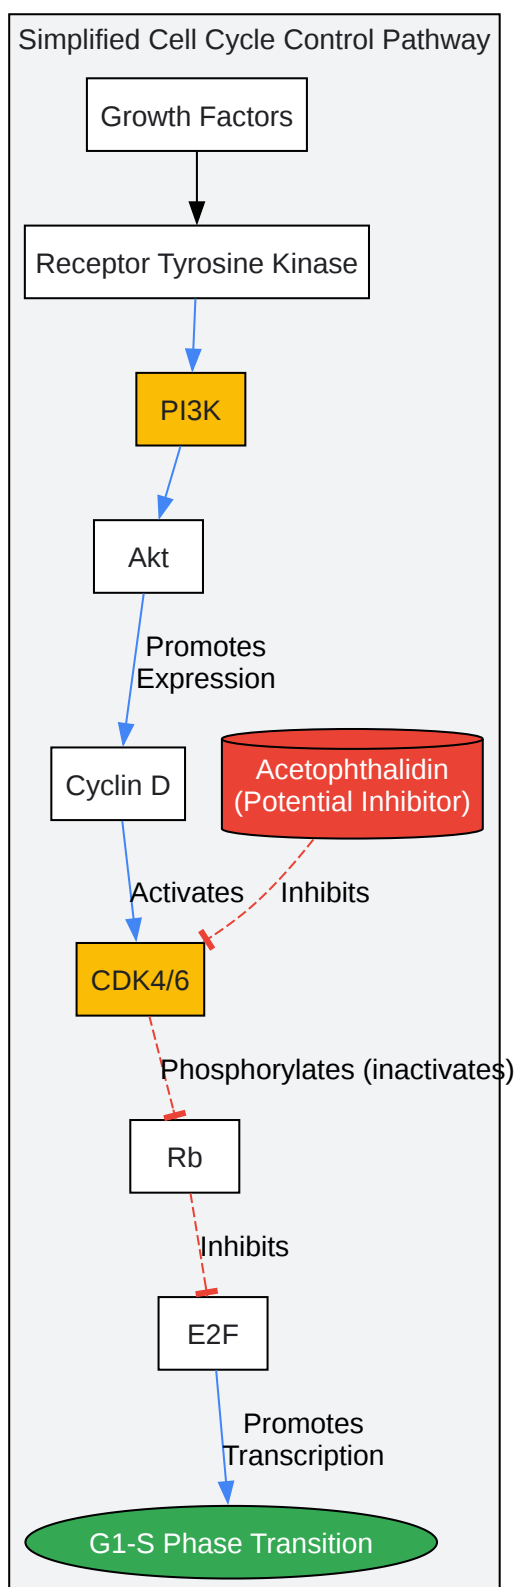 Simplified Cell Cycle Control Pathway
Growth Factors
Receptor Tyrosine Kinase
PI3K
Akt
Promotes
Expression
Cyclin D
Acetophthalidin
(Potential Inhibitor)
Activates
Inhibits
CDK4/6
Phosphorylates (inactivates)
Rb
Inhibits
E2F
Promotes
Transcription
G1-S Phase Transition